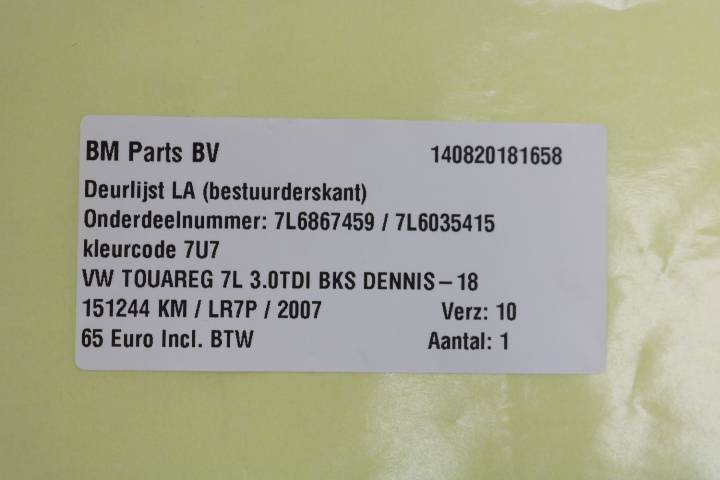 BM Parts BV 140820181658
Deurlijst LA (bestuurderskant)
Onderdeelnummer: 7L6867459 / 7L6035415
kleurcode 7U7
VW TOUAREG 7L 3.0TDI BKS DENNIS-18
151244 KM / LR7P / 2007 Verz: 10
65 Euro Incl. BTW Aantal: 1